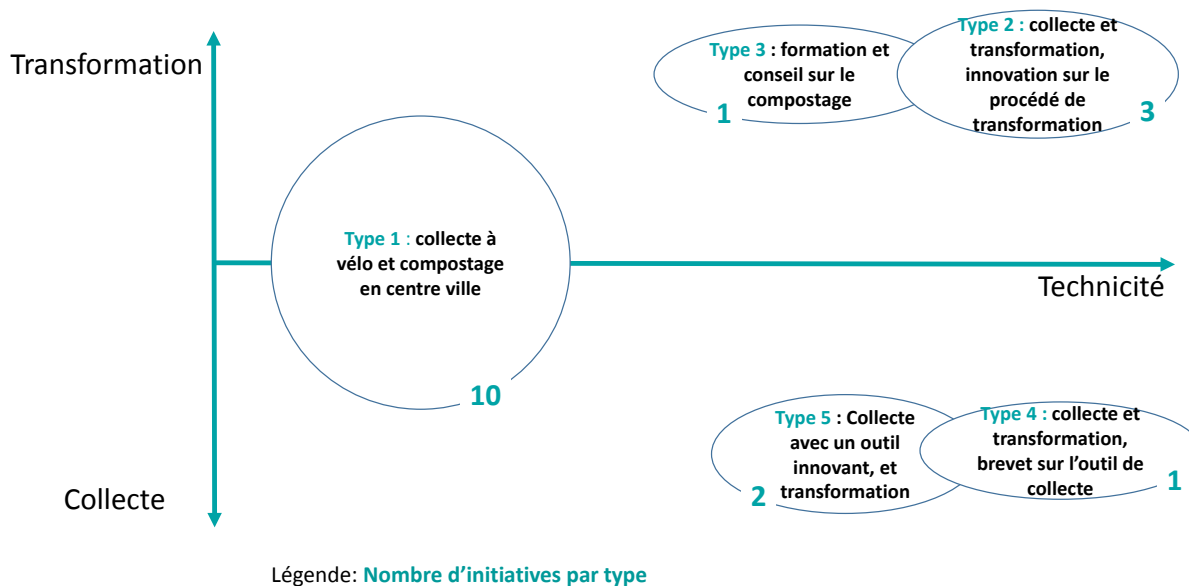 Transformation
Type 3 : formation et
conseil sur le
compostage
1
Type 2 : collecte et
transformation,
innovation sur le
procédé de
transformation
3
Type 1 : collecte à
vélo et compostage
en centre ville
10
Technicité
Type 5 : Collecte
avec un outil
innovant, et
transformation
2
Type 4 : collecte et
transformation,
brevet sur l'outil de
collecte
1
Collecte
Légende: Nombre d'initiatives par type